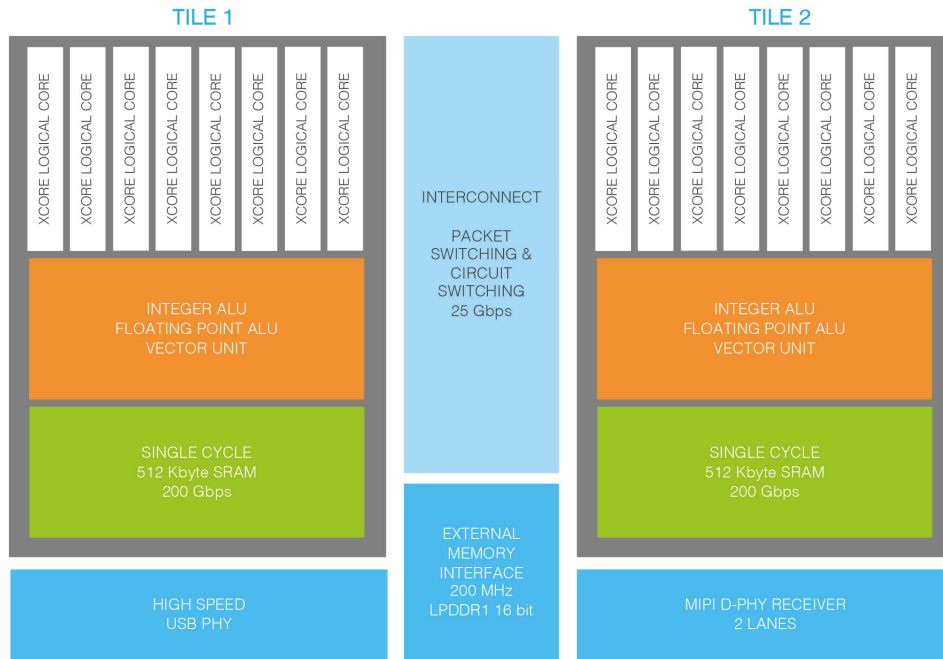 TILE 1
XCORE LOGICAL CORE
XCORE LOGICAL CORE
XCORE LOGICAL CORE
XCORE LOGICAL CORE
XCORE LOGICAL CORE
XCORE LOGICAL CORE
XCORE LOGICAL CORE
XCORE LOGICAL CORE
INTEGER ALU
FLOATING POINT ALU
VECTOR UNIT
SINGLE CYCLE
512 Kbyte SRAM
200 Gbps
HIGH SPEED
USB PHY
INTERCONNECT
PACKET
SWITCHING &
CIRCUIT
SWITCHING
25 Gbps
EXTERNAL
MEMORY
INTERFACE
200 MHz
LPDDR1 16 bit
TILE 2
XCORE LOGICAL CORE
XCORE LOGICAL CORE
XCORE LOGICAL CORE
XCORE LOGICAL CORE
XCORE LOGICAL CORE
XCORE LOGICAL CORE
XCORE LOGICAL CORE
XCORE LOGICAL CORE
INTEGER ALU
FLOATING POINT ALU
VECTOR UNIT
SINGLE CYCLE
512 Kbyte SRAM
200 Gbps
MIPI D-PHY RECEIVER
2 LANES